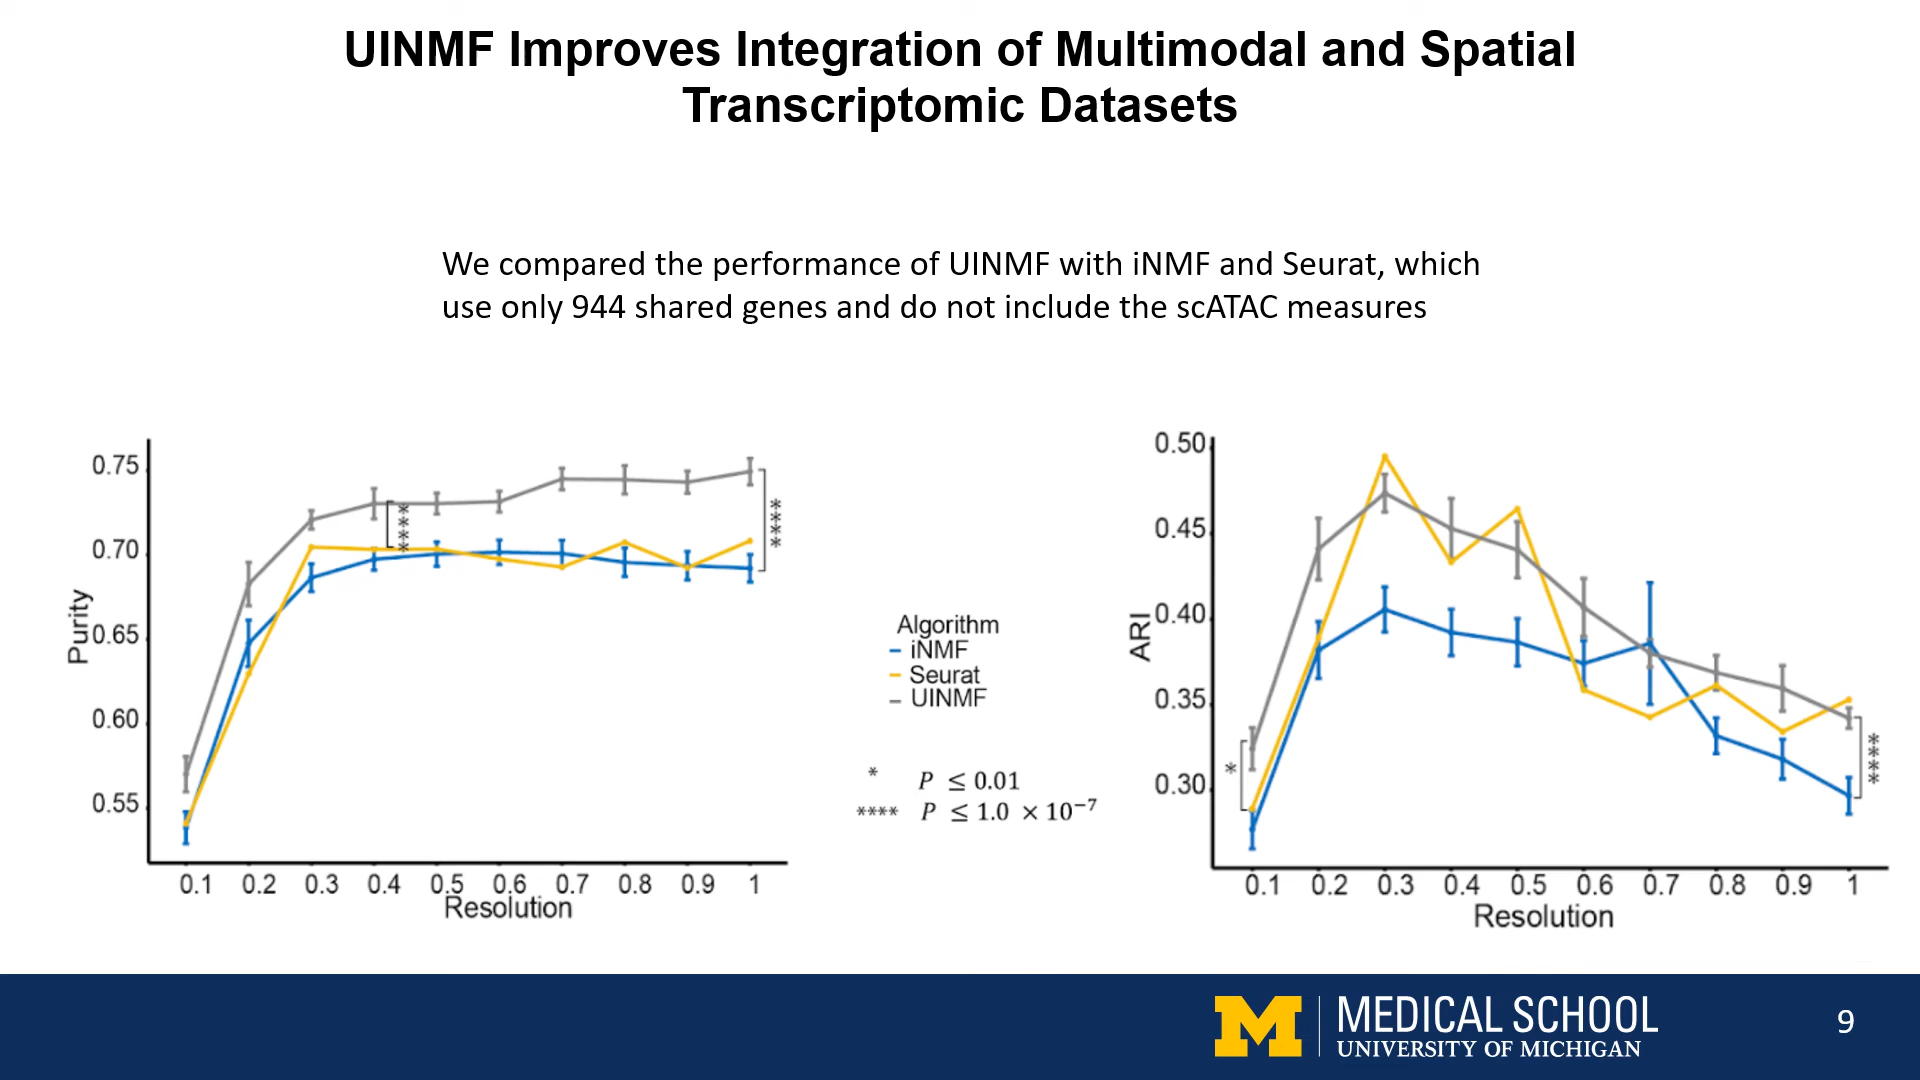 UINMF Improves Integration of Multimodal and Spatial
Transcriptomic Datasets
We compared the performance of UINMF with iNMF and Seurat, which
use only 944 shared genes and do not include the scATAC measures
0.75
0.70
0.65
0.60
0.55
Purity
****
****
0.1 0.2 0.3 0.4 0.5 0.6 0.7 0.8 0.9 1
Resolution
Algorithm
iNMF
Seurat
UINMF
* P ≤ 0.01
**** P ≤ 1.0 × 10⁻⁷
0.50
0.45
0.40
0.35
0.30
ARI
*
****
0.1 0.2 0.3 0.4 0.5 0.6 0.7 0.8 0.9 1
Resolution
M
MEDICAL SCHOOL
UNIVERSITY OF MICHIGAN
9